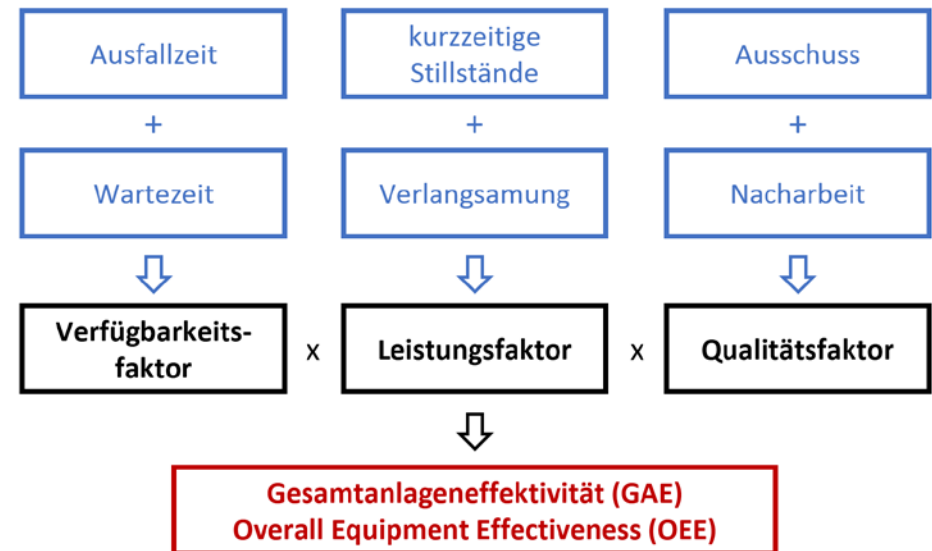 Ausfallzeit
kurzzeitige
Stillstände
Ausschuss
+
+
+
Wartezeit
Verlangsamung
Nacharbeit
Verfügbarkeits-
faktor
x
Leistungsfaktor
x
Qualitätsfaktor
Gesamtanlageneffektivität (GAE)
Overall Equipment Effectiveness (OEE)